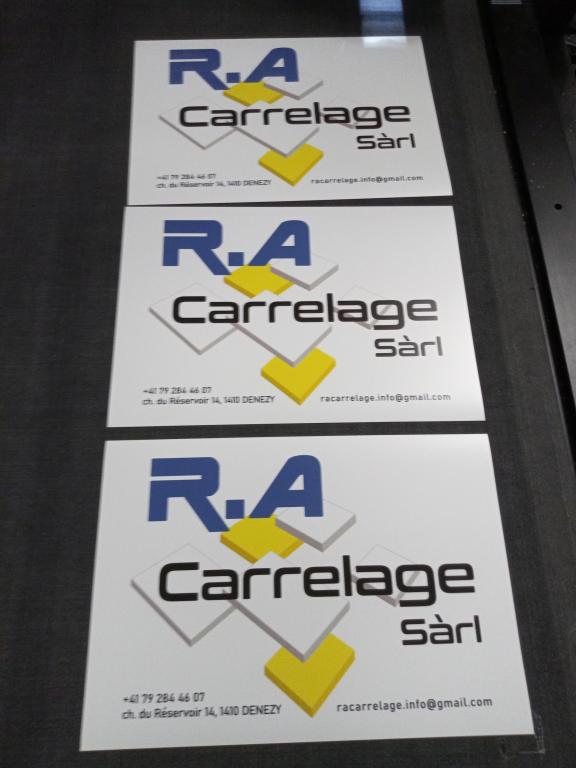 R.A
Carrelage
Sàrl
+41 79 284 46 07
ch. du Réservoir 14, 1410 DENEZY
racarrelage.info@gmail.com
R.A
Carrelage
Sàrl
+41 79 284 46 07
ch. du Réservoir 14, 1410 DENEZY
racarrelage.info@gmail.com
R.A
Carrelage
Sàrl
+41 79 284 46 07
ch. du Réservoir 14, 1410 DENEZY
racarrelage.info@gmail.com